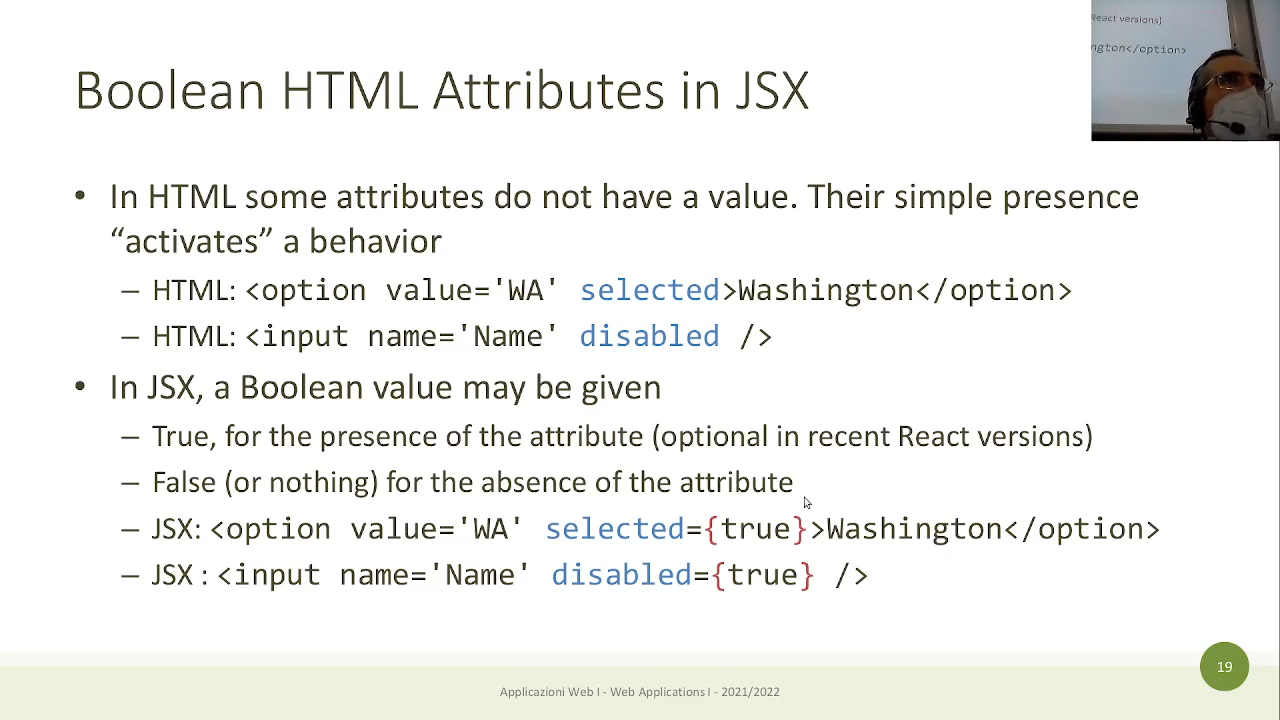 React versions)
ngton</option>
Boolean HTML Attributes in JSX
• In HTML some attributes do not have a value. Their simple presence
“activates” a behavior
– HTML: <option value='WA' selected>Washington</option>
– HTML: <input name='Name' disabled />
• In JSX, a Boolean value may be given
– True, for the presence of the attribute (optional in recent React versions)
– False (or nothing) for the absence of the attribute
– JSX: <option value='WA' selected={true}>Washington</option>
– JSX : <input name='Name' disabled={true} />
19
Applicazioni Web I - Web Applications I - 2021/2022